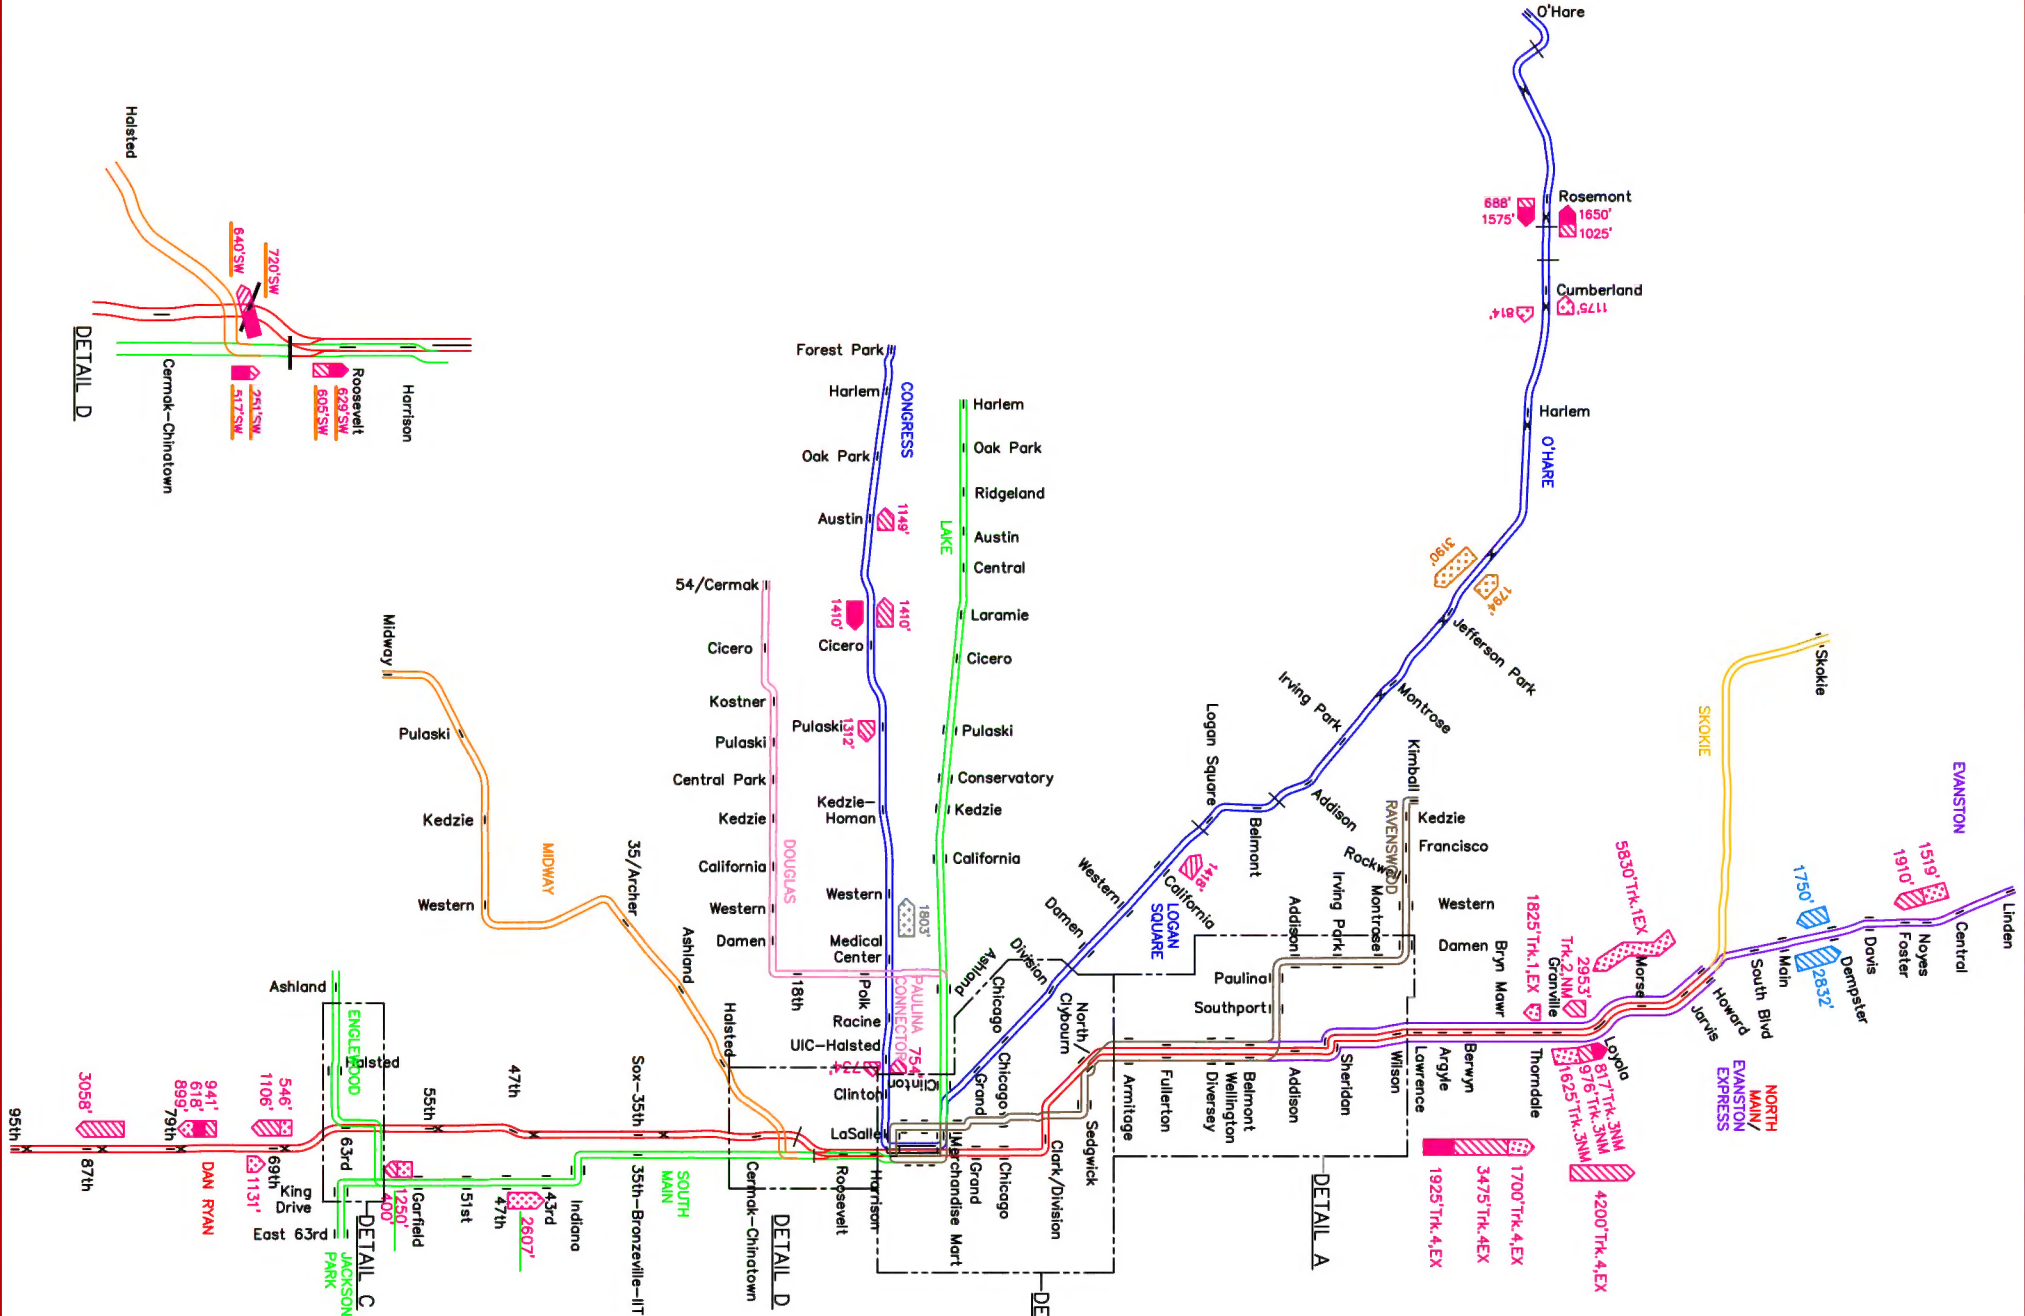 O'Hare
Rosemont
688'
1575'
1650'
1025'
Cumberland
814'
1175'
Harlem
O'HARE
3190'
1794'
Jefferson Park
Montrose
Irving Park
Addison
Belmont
Logan Square
1418'
California
LOGAN
SQUARE
Western
Damen
Division
Chicago
Grand
Clinton
Halsted
640'SW
720'SW
DETAIL D
Cermak-Chinatown
517'SW
251'SW
605'SW
629'SW
Roosevelt
Harrison
Forest Park
Harlem
CONGRESS
Oak Park
Austin
1149'
1410'
1410'
Cicero
Pulaski
1312'
Kedzie-
Homan
Western
1803'
Medical
Center
Racine
UIC-Halsted
754'
754'
Clinton
LaSalle
Harlem
Oak Park
Ridgeland
LAKE
Austin
Central
Laramie
Cicero
Pulaski
Conservatory
Kedzie
California
Ashland
54/Cermak
Cicero
Kostner
Pulaski
Central Park
Kedzie
California
DOUGLAS
Western
Damen
18th
Polk
PAULINA
CONNECTOR
Midway
Pulaski
Kedzie
Western
MIDWAY
35/Archer
Ashland
Halsted
Skokie
SKOKIE
EVANSTON
Linden
Central
Noyes
Foster
1519'
1910'
Davis
Dempster
1750'
2832'
Main
South Blvd
Howard
Jarvis
5830'Trk.1EX
Morse
Loyola
2953'
Trk.2,NM
Granville
1825'Trk.1,EX
Bryn Mawr
Thorndale
817'Trk.3NM
976'Trk.3NM
1625'Trk.3NM
4200'Trk.4,EX
1700'Trk.4,EX
3475'Trk.4EX
1925'Trk.4,EX
NORTH
MAIN/
EVANSTON
EXPRESS
Berwyn
Argyle
Lawrence
Wilson
Sheridan
Addison
Belmont
Wellington
Diversey
Fullerton
Armitage
Sedgwick
North/
Clybourn
Clark/Division
Chicago
Chicago
Grand
Merchandise Mart
Kimball
Kedzie
Francisco
RAVENSWOOD
Rockwell
Western
Damen
Montrose
Irving Park
Addison
Paulina
Southport
DETAIL A
DE
Harrison
Roosevelt
DETAIL D
Cermak-Chinatown
SOUTH
MAIN
Sox-35th
35th-Bronzeville-IIT
Indiana
43rd
2607'
47th
47th
51st
55th
Garfield
1250'
400'
DETAIL C
Ashland
ENGLEWOOD
Halsted
63rd
King
Drive
East 63rd
JACKSON
PARK
546'
1106'
69th
1131'
DAN RYAN
941'
618'
899'
79th
3058'
87th
95th